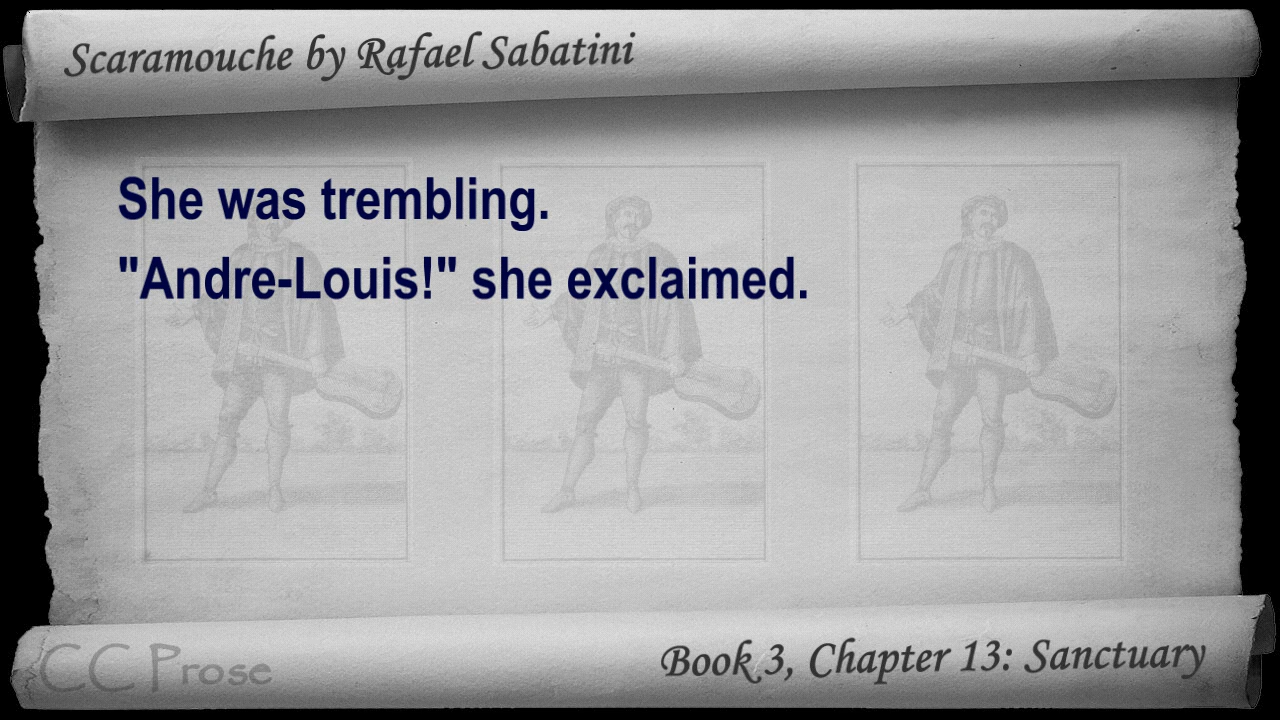 Scaramouche by Rafael Sabatini
She was trembling.
"Andre-Louis!" she exclaimed.
CC Prose
Book 3, Chapter 13: Sanctuary